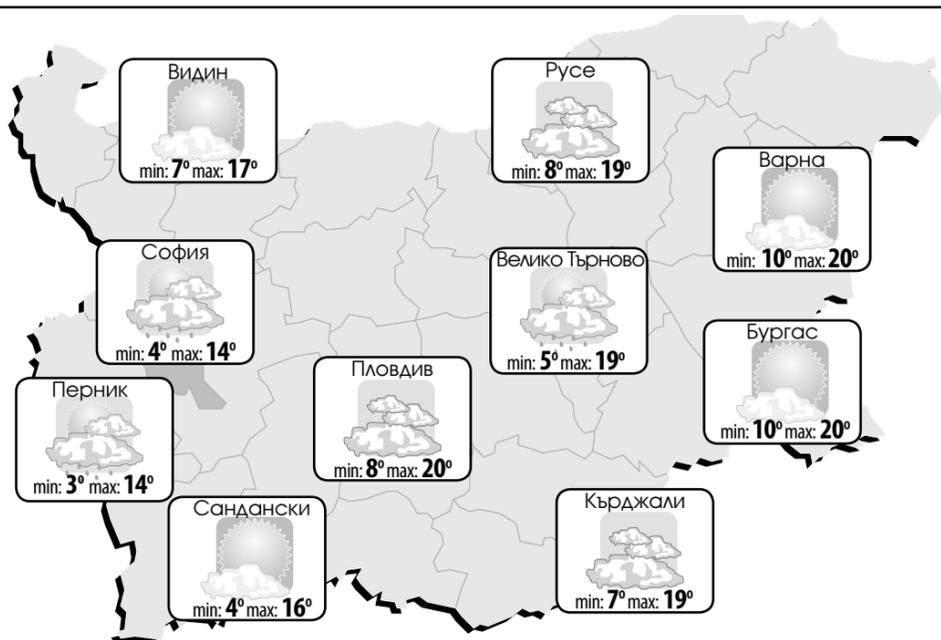 Видин
min: 7° max: 17°
Русе
min: 8° max: 19°
Варна
min: 10° max: 20°
София
min: 4° max: 14°
Велико Търново
min: 5° max: 19°
Бургас
min: 10° max: 20°
Пловдив
min: 8° max: 20°
Перник
min: 3° max: 14°
Сандански
min: 4° max: 16°
Кърджали
min: 7° max: 19°